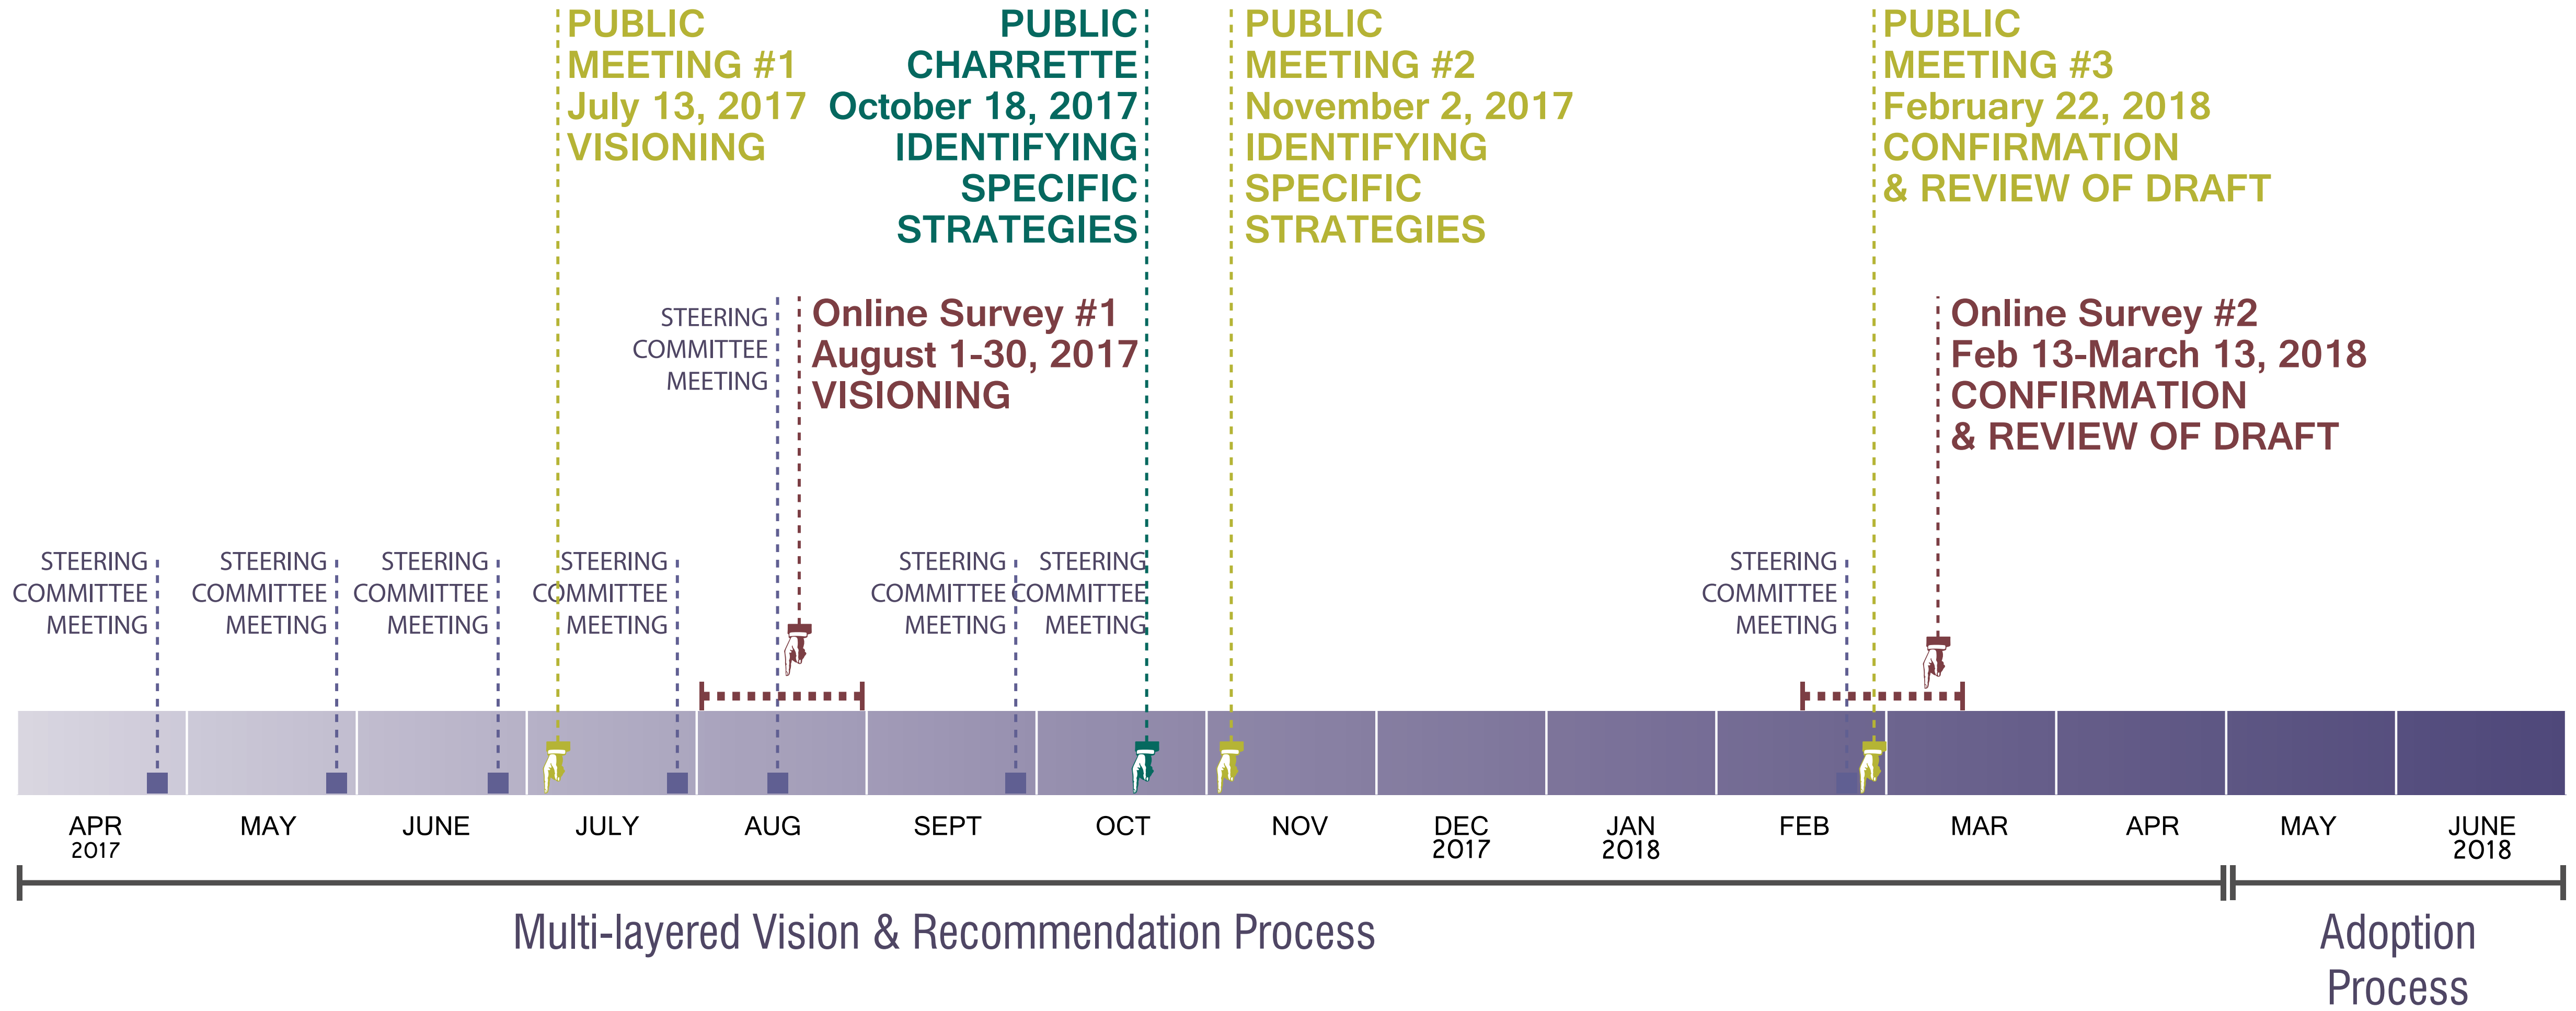 PUBLIC
MEETING #1
July 13, 2017
VISIONING
PUBLIC
CHARRETTE
October 18, 2017
IDENTIFYING
SPECIFIC
STRATEGIES
PUBLIC
MEETING #2
November 2, 2017
IDENTIFYING
SPECIFIC
STRATEGIES
PUBLIC
MEETING #3
February 22, 2018
CONFIRMATION
& REVIEW OF DRAFT
STEERING
COMMITTEE
MEETING
Online Survey #1
August 1-30, 2017
VISIONING
Online Survey #2
Feb 13-March 13, 2018
CONFIRMATION
& REVIEW OF DRAFT
STEERING
COMMITTEE
MEETING
STEERING
COMMITTEE
MEETING
STEERING
COMMITTEE
MEETING
STEERING
COMMITTEE
MEETING
STEERING
COMMITTEE
MEETING
STEERING
COMMITTEE
MEETING
STEERING
COMMITTEE
MEETING
APR
2017
MAY
JUNE
JULY
AUG
SEPT
OCT
NOV
DEC
2017
JAN
2018
FEB
MAR
APR
MAY
JUNE
2018
Multi-layered Vision & Recommendation Process
Adoption
Process